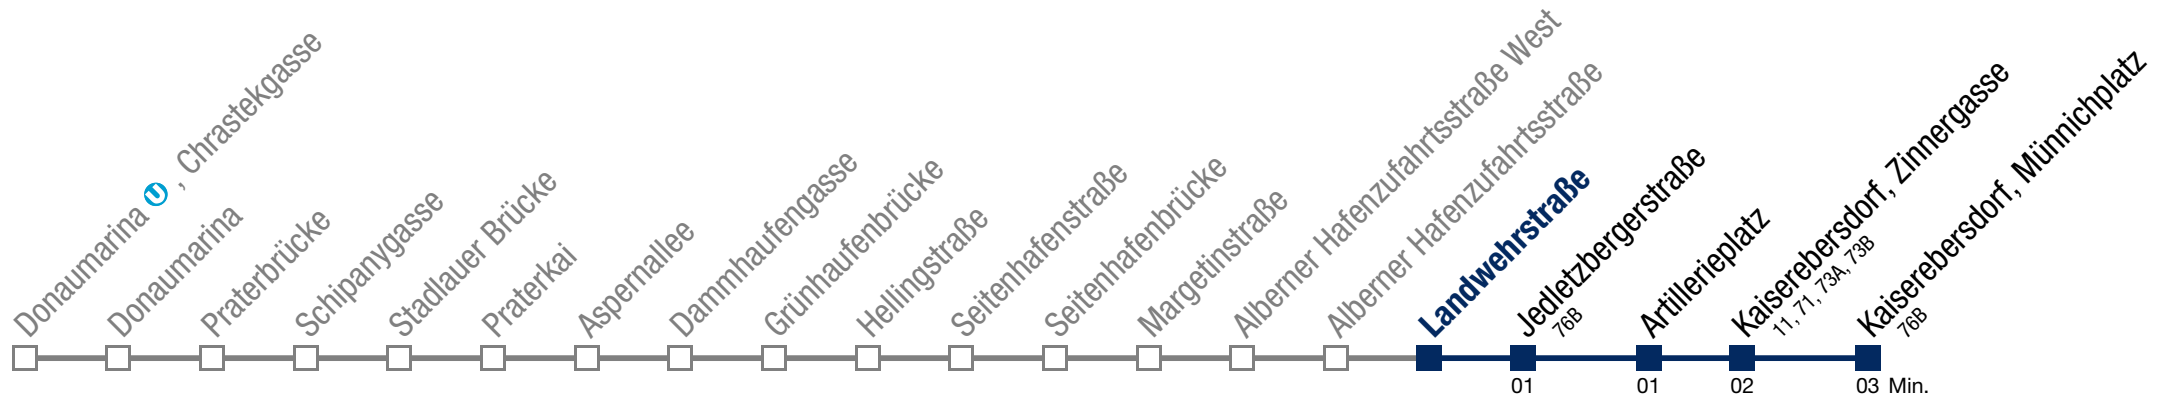 Donaumarina U , Chrastekgasse
Donaumarina
Praterbrücke
Schipanygasse
Stadlauer Brücke
Praterkai
Aspernallee
Dammhaufengasse
Grünhaufenbrücke
Hellingstraße
Seitenhafenstraße
Seitenhafenbrücke
Margetinstraße
Alberner Hafenzufahrtsstraße West
Alberner Hafenzufahrtsstraße
Landwehrstraße
Jedletzbergerstraße
76B
Artillerieplatz
Kaiserebersdorf, Zinnergasse
11, 71, 73A, 73B
Kaiserebersdorf, Münnichplatz
76B
01 01 02 03 Min.